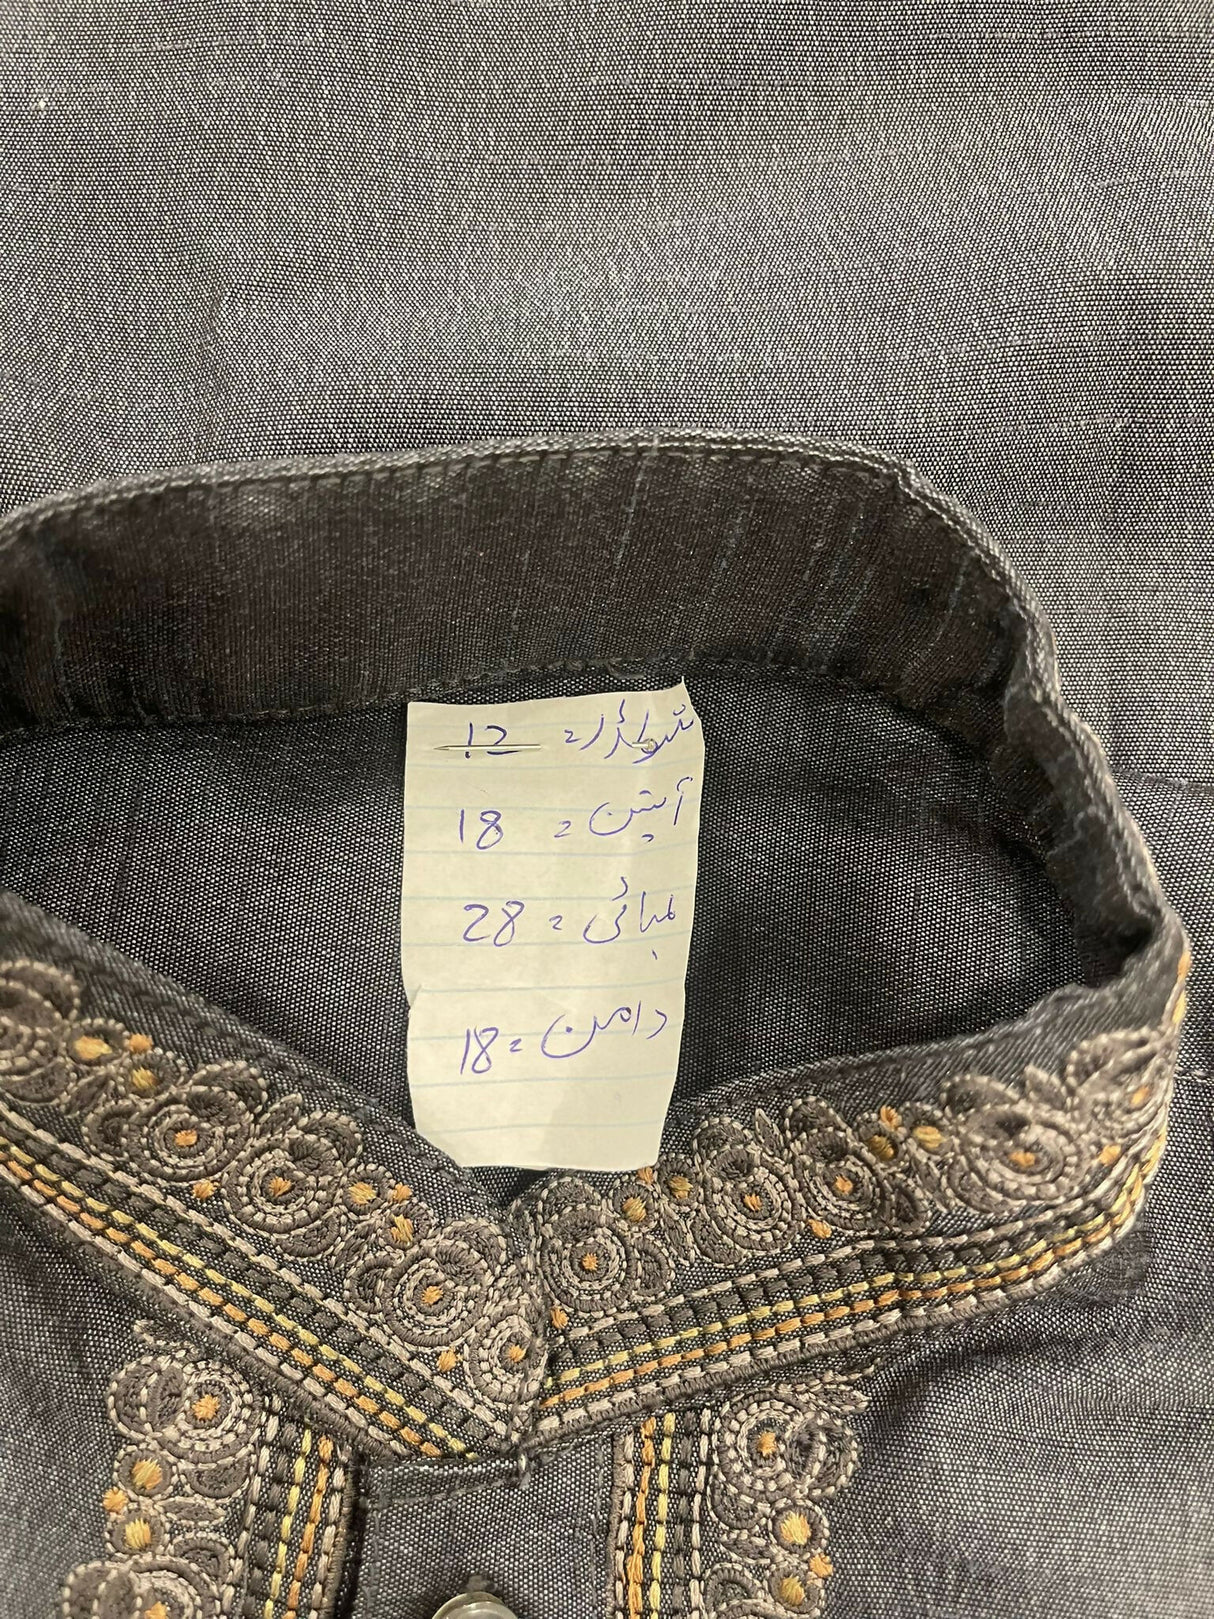 شولڈر = 12
آستین = 18
لمبائی = 28
دامن = 18